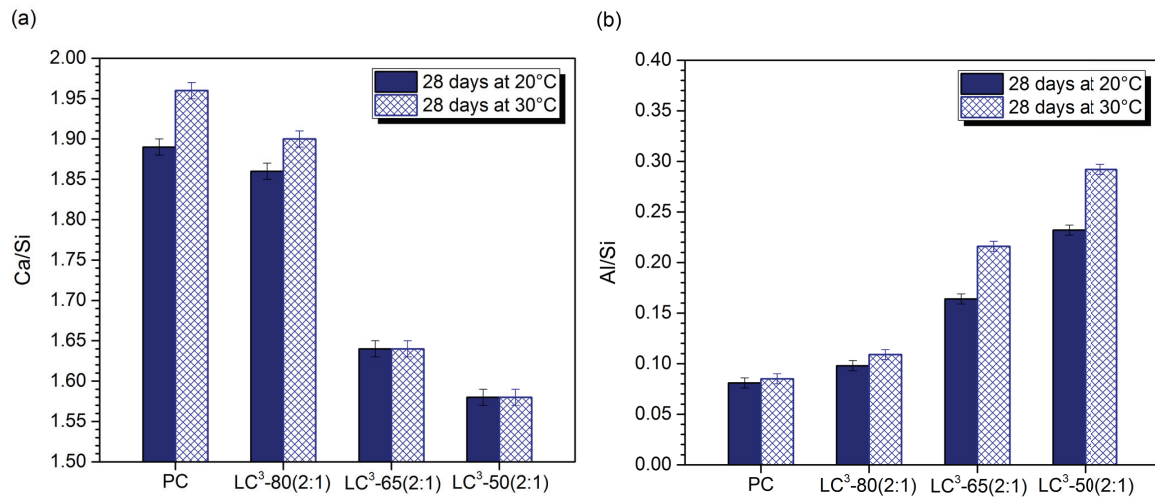 (a)
Ca/Si
2.00
1.95
1.90
1.85
1.80
1.75
1.70
1.65
1.60
1.55
1.50
28 days at 20°C
28 days at 30°C
PC
LC³-80(2:1)
LC³-65(2:1)
LC³-50(2:1)
(b)
Al/Si
0.40
0.35
0.30
0.25
0.20
0.15
0.10
0.05
0.00
28 days at 20°C
28 days at 30°C
PC
LC³-80(2:1)
LC³-65(2:1)
LC³-50(2:1)